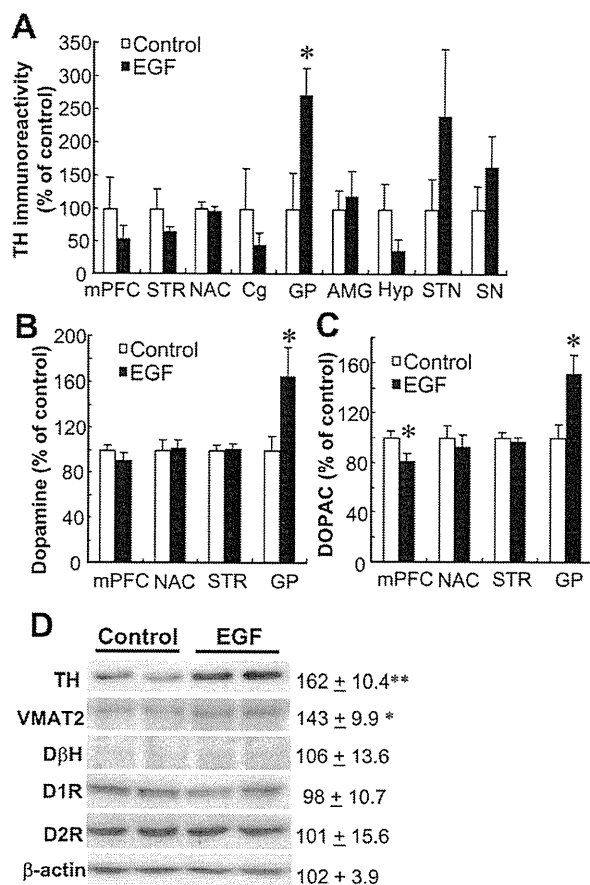 A
TH immunoreactivity
(% of control)
350
300
250
200
150
100
50
0
Control
EGF
*
mPFC STR NAC Cg GP AMG Hyp STN SN
B
Dopamine (% of control)
200
160
120
80
40
0
Control
EGF
*
mPFC NAC STR GP
C
DOPAC (% of control)
160
120
80
40
0
Control
EGF
*
*
mPFC NAC STR GP
D
Control EGF
TH 162 ± 10.4**
VMAT2 143 ± 9.9 *
DβH 106 ± 13.6
D1R 98 ± 10.7
D2R 101 ± 15.6
β-actin 102 ± 3.9